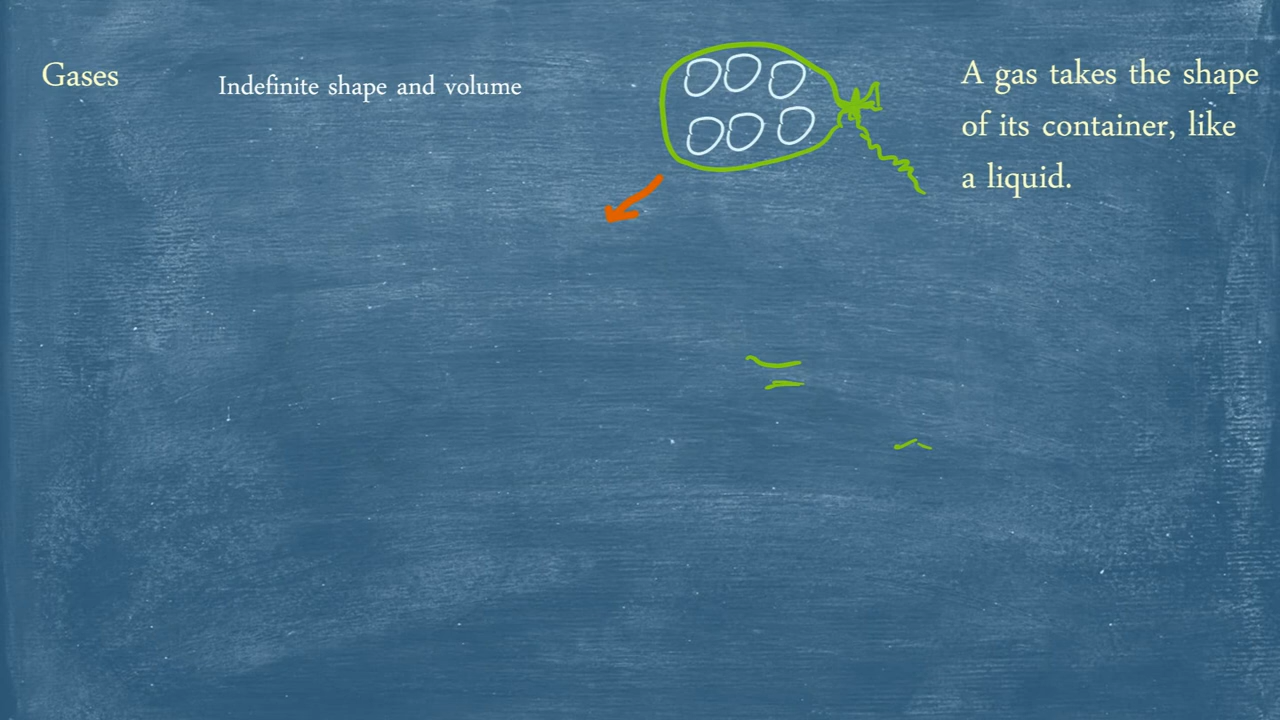 Gases
Indefinite shape and volume
A gas takes the shape
of its container, like
a liquid.